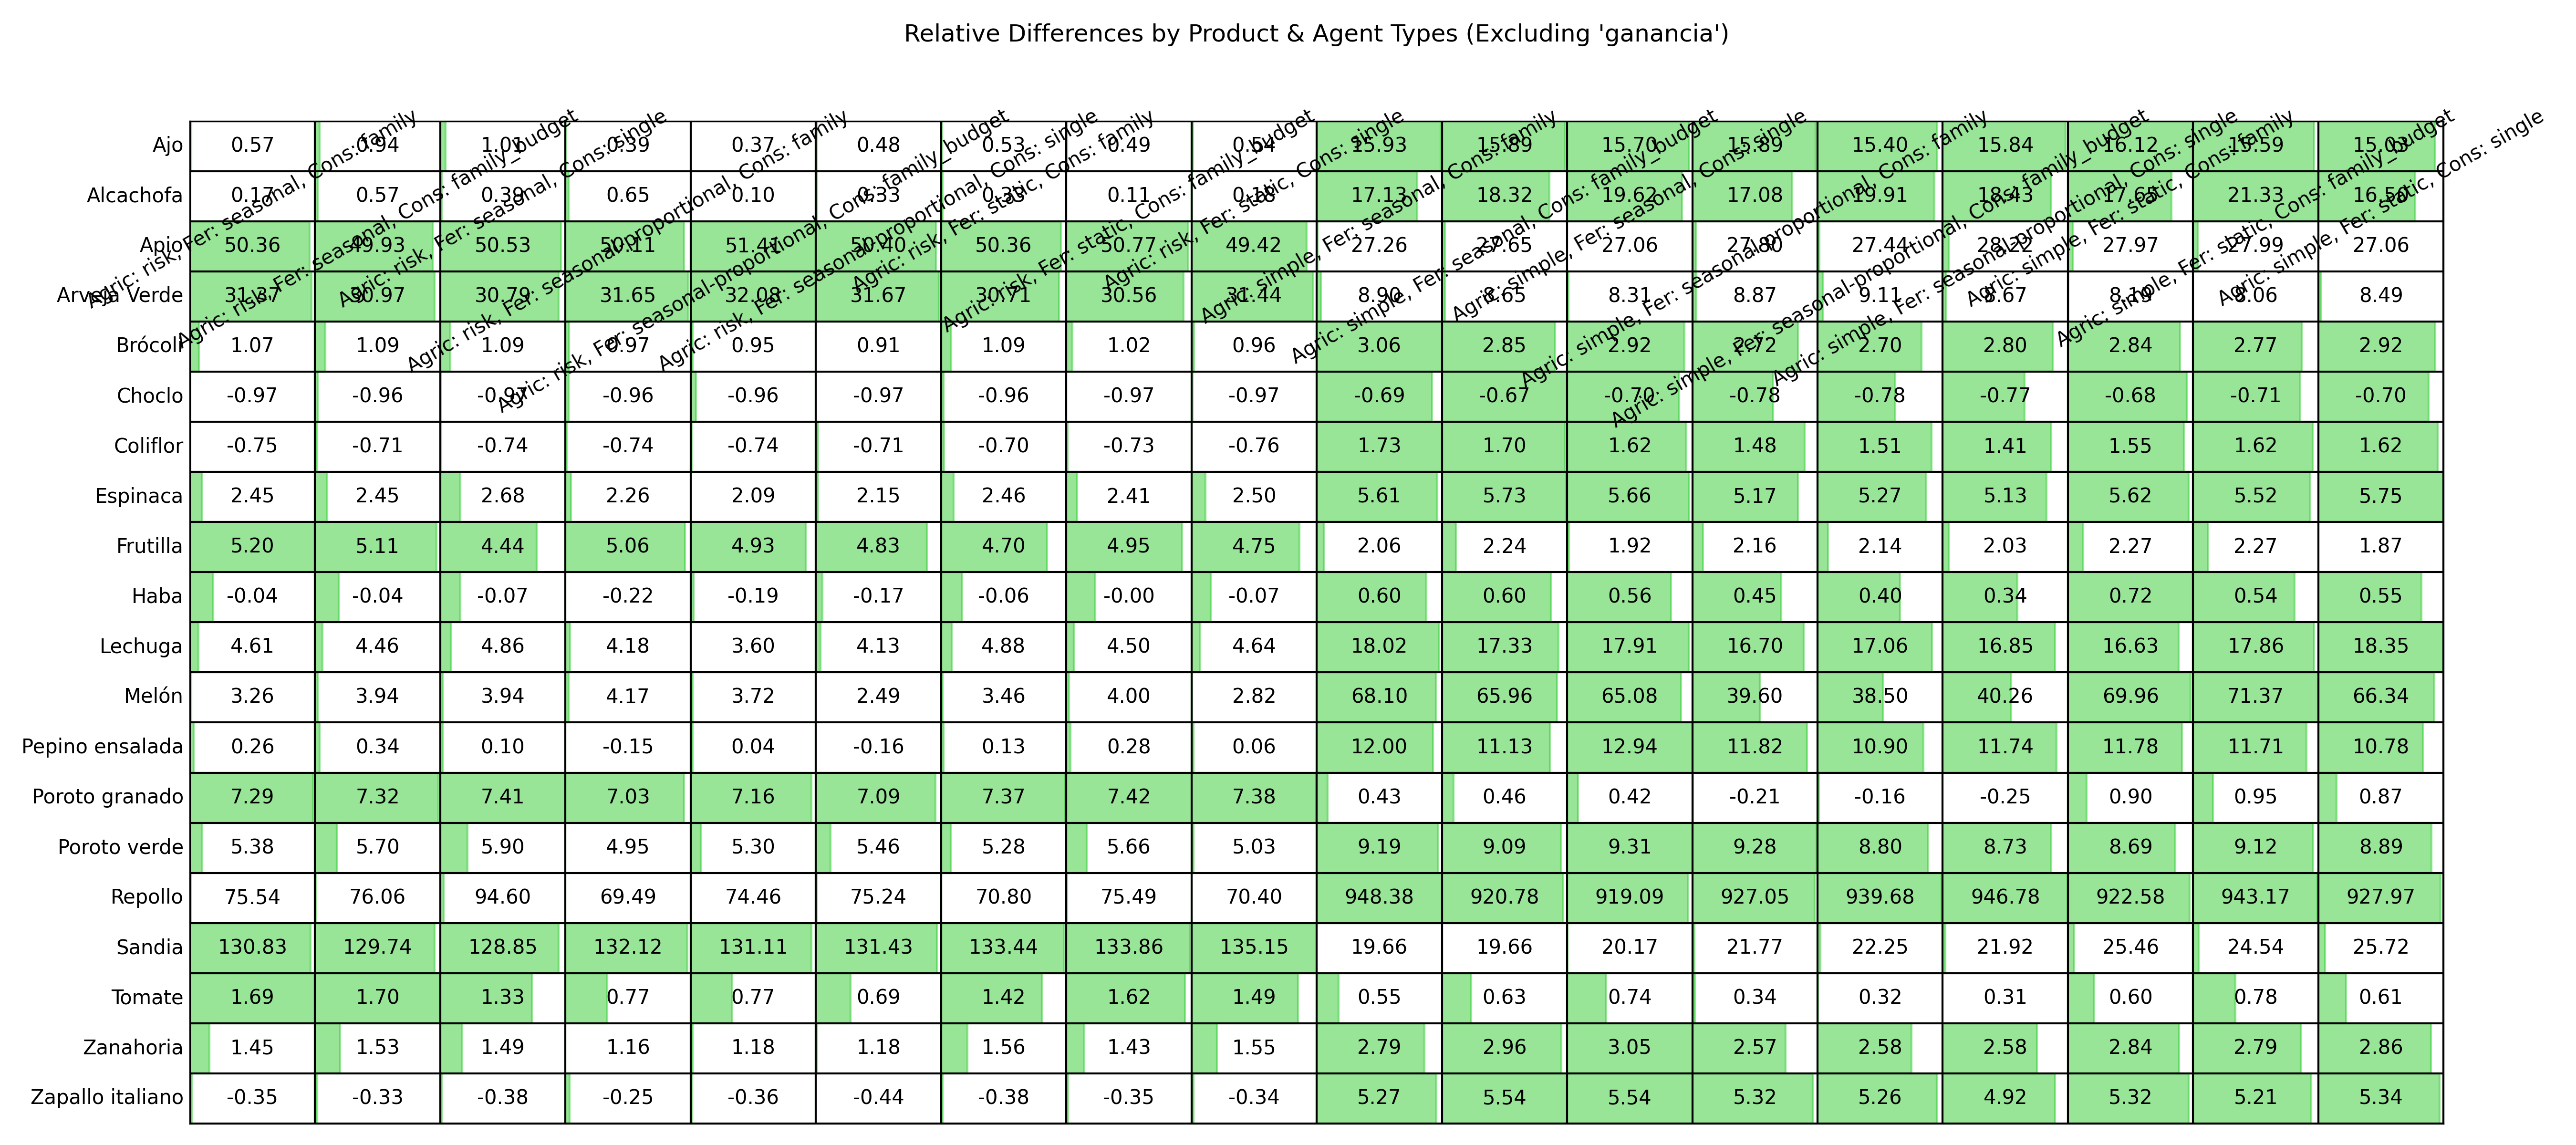 Relative Differences by Product & Agent Types (Excluding 'ganancia')
Agric: risk, Fer: seasonal, Cons: family
Agric: risk, Fer: seasonal, Cons: family_budget
Agric: risk, Fer: seasonal, Cons: single
Agric: risk, Fer: seasonal-proportional, Cons: family
Agric: risk, Fer: seasonal-proportional, Cons: family_budget
Agric: risk, Fer: seasonal-proportional, Cons: single
Agric: risk, Fer: static, Cons: family
Agric: risk, Fer: static, Cons: family_budget
Agric: risk, Fer: static, Cons: single
Agric: simple, Fer: seasonal, Cons: family
Agric: simple, Fer: seasonal, Cons: family_budget
Agric: simple, Fer: seasonal, Cons: single
Agric: simple, Fer: seasonal-proportional, Cons: family
Agric: simple, Fer: seasonal-proportional, Cons: family_budget
Agric: simple, Fer: seasonal-proportional, Cons: single
Agric: simple, Fer: static, Cons: family
Agric: simple, Fer: static, Cons: family_budget
Agric: simple, Fer: static, Cons: single
Ajo 0.57 0.94 1.01 0.39 0.37 0.48 0.53 0.49 15.93 15.89 15.70 15.89 15.40 15.84 16.12 15.59 15.03
Alcachofa 0.17 0.57 0.39 0.65 0.10 0.33 0.31 0.11 0.18 17.13 18.32 19.62 17.08 19.91 18.43 21.33
Apio 50.36 49.93 50.53 50.11 50.40 50.36 50.77 49.42 27.26 27.65 27.06 27.80 27.44 28.22 27.97 27.99 27.06
Arveja Verde 31.37 30.97 30.79 31.65 32.08 31.67 30.71 30.56 31.44 8.90 8.65 8.31 8.87 9.11 8.67 8.06 8.49
Brócoli 1.07 1.09 1.09 0.97 0.95 0.91 1.09 1.02 0.96 3.06 2.85 2.92 2.72 2.70 2.80 2.84 2.77 2.92
Choclo -0.97 -0.96 -0.97 -0.96 -0.96 -0.97 -0.96 -0.97 -0.97 -0.69 -0.67 -0.70 -0.78 -0.78 -0.77 -0.68 -0.71 -0.70
Coliflor -0.75 -0.71 -0.74 -0.74 -0.74 -0.71 -0.70 -0.73 -0.76 1.73 1.70 1.62 1.48 1.51 1.41 1.55 1.62 1.62
Espinaca 2.45 2.45 2.68 2.26 2.09 2.15 2.46 2.41 2.50 5.61 5.73 5.66 5.17 5.27 5.13 5.62 5.52 5.75
Frutilla 5.20 5.11 4.44 5.06 4.93 4.83 4.70 4.95 4.75 2.06 2.24 1.92 2.16 2.14 2.03 2.27 2.27 1.87
Haba -0.04 -0.04 -0.07 -0.22 -0.19 -0.17 -0.06 -0.00 -0.07 0.60 0.60 0.56 0.45 0.40 0.34 0.72 0.54 0.55
Lechuga 4.61 4.46 4.86 4.18 3.60 4.13 4.88 4.50 4.64 18.02 17.33 17.91 16.70 17.06 16.85 16.63 17.86 18.35
Melón 3.26 3.94 3.94 4.17 3.72 2.49 3.46 4.00 2.82 68.10 65.96 65.08 39.60 38.50 40.26 69.96 71.37 66.34
Pepino ensalada 0.26 0.34 0.10 -0.15 0.04 -0.16 0.13 0.28 0.06 12.00 11.13 12.94 11.82 10.90 11.74 11.78 11.71 10.78
Poroto granado 7.29 7.32 7.41 7.03 7.16 7.09 7.37 7.42 7.38 0.43 0.46 0.42 -0.21 -0.16 -0.25 0.90 0.95 0.87
Poroto verde 5.38 5.70 5.90 4.95 5.30 5.46 5.28 5.66 5.03 9.19 9.09 9.31 9.28 8.80 8.73 8.69 9.12 8.89
Repollo 75.54 76.06 94.60 69.49 74.46 75.24 70.80 75.49 70.40 948.38 920.78 919.09 927.05 939.68 946.78 922.58 943.17 927.97
Sandia 130.83 129.74 128.85 132.12 131.11 131.43 133.44 133.86 135.15 19.66 19.66 20.17 21.77 22.25 21.92 25.46 24.54 25.72
Tomate 1.69 1.70 1.33 0.77 0.77 0.69 1.42 1.62 1.49 0.55 0.63 0.74 0.34 0.32 0.31 0.60 0.78 0.61
Zanahoria 1.45 1.53 1.49 1.16 1.18 1.18 1.56 1.43 1.55 2.79 2.96 3.05 2.57 2.58 2.58 2.84 2.79 2.86
Zapallo italiano -0.35 -0.33 -0.38 -0.25 -0.36 -0.44 -0.38 -0.35 -0.34 5.27 5.54 5.54 5.32 5.26 4.92 5.32 5.21 5.34